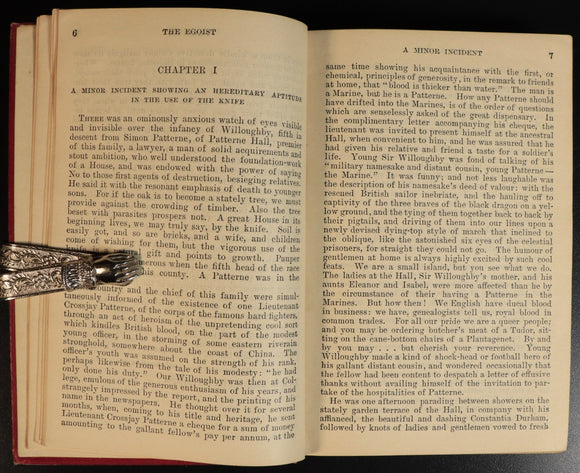 6 THE EGOIST
CHAPTER I
A MINOR INCIDENT SHOWING AN HEREDITARY APTITUDE
IN THE USE OF THE KNIFE
THERE was an ominously anxious watch of eyes visible
and invisible over the infancy of Willoughby, fifth in
descent from Simon Patterne, of Patterne Hall, premier
of this family, a lawyer, a man of solid acquirements and
stout ambition, who well understood the foundation-work
of a House, and was endowed with the power of saying
No to those first agents of destruction, besieging relatives.
He said it with the resonant emphasis of death to younger
sons. For if the oak is to become a stately tree, we must
provide against the crowding of timber. Also the tree
beset with parasites prospers not. A great House in its
beginning lives, we may truly say, by the knife. Soil is
easily got, and so are bricks, and a wife, and children
come of wishing for them, but the vigorous use of the
gift and points to growth. Pauper
numerous when the fifth head of the race
his county. A Patterne was in the
country and the chief of this family were simul-
taneously informed of the existence of one Lieutenant
Crossjay Patterne, of the corps of the famous hard fighters,
through an act of heroism of the unpretending cool sort
which kindles British blood, on the part of the modest
young officer, in the storming of some eastern riverain
stronghold, somewhere about the coast of China. The
officer's youth was assumed on the strength of his rank,
perhaps likewise from the tale of his modesty: "he had
only done his duty." Our Willoughby was then at Col-
lege, emulous of the generous enthusiasm of his years, and
strangely impressed by the report, and the printing of his
name in the newspapers. He thought over it for several
months, when, coming to his title and heritage, he sent
Lieutenant Crossjay Patterne a cheque for a sum of money
amounting to the gallant fellow's pay per annum, at the
A MINOR INCIDENT 7
same time showing his acquaintance with the first, or
chemical, principles of generosity, in the remark to friends
at home, that "blood is thicker than water." The man is
a Marine, but he is a Patterne. How any Patterne should
have drifted into the Marines, is of the order of questions
which are senselessly asked of the great dispensary. In
the complimentary letter accompanying his cheque, the
lieutenant was invited to present himself at the ancestral
Hall, when convenient to him, and he was assured that he
had given his relative and friend a taste for a soldier's
life. Young Sir Willoughby was fond of talking of his
"military namesake and distant cousin, young Patterne—
the Marine." It was funny; and not less laughable was
the description of his namesake's deed of valour: with the
rescued British sailor inebriate, and the hauling off to
captivity of the three braves of the black dragon on a yel-
low ground, and the tying of them together back to back by
their pigtails, and driving of them into our lines upon a
newly devised dying-top style of march that inclined to
the oblique, like the astonished six eyes of the celestial
prisoners, for straight they could not go. The humour of
gentlemen at home is always highly excited by such cool
feats. We are a small island, but you see what we do.
The ladies at the Hall, Sir Willoughby's mother, and his
aunts Eleanor and Isabel, were more affected than he by
the circumstance of their having a Patterne in the
Marines. But how then! We English have ducal blood
in business: we have, genealogists tell us, royal blood in
common trades. For all our pride we are a queer people;
and you may be ordering butcher's meat of a Tudor, sit-
ting on the cane-bottom chairs of a Plantagenet. By and
by you may . . . but cherish your reverence. Young
Willoughby made a kind of shock-head or football hero of
his gallant distant cousin, and wondered occasionally that
the fellow had been content to despatch a letter of effusive
thanks without availing himself of the invitation to par-
take of the hospitalities of Patterne.
He was one afternoon parading between showers on the
stately garden terrace of the Hall, in company with his
affianced, the beautiful and dashing Constantia Durham,
followed by knots of ladies and gentlemen vowed to fresh